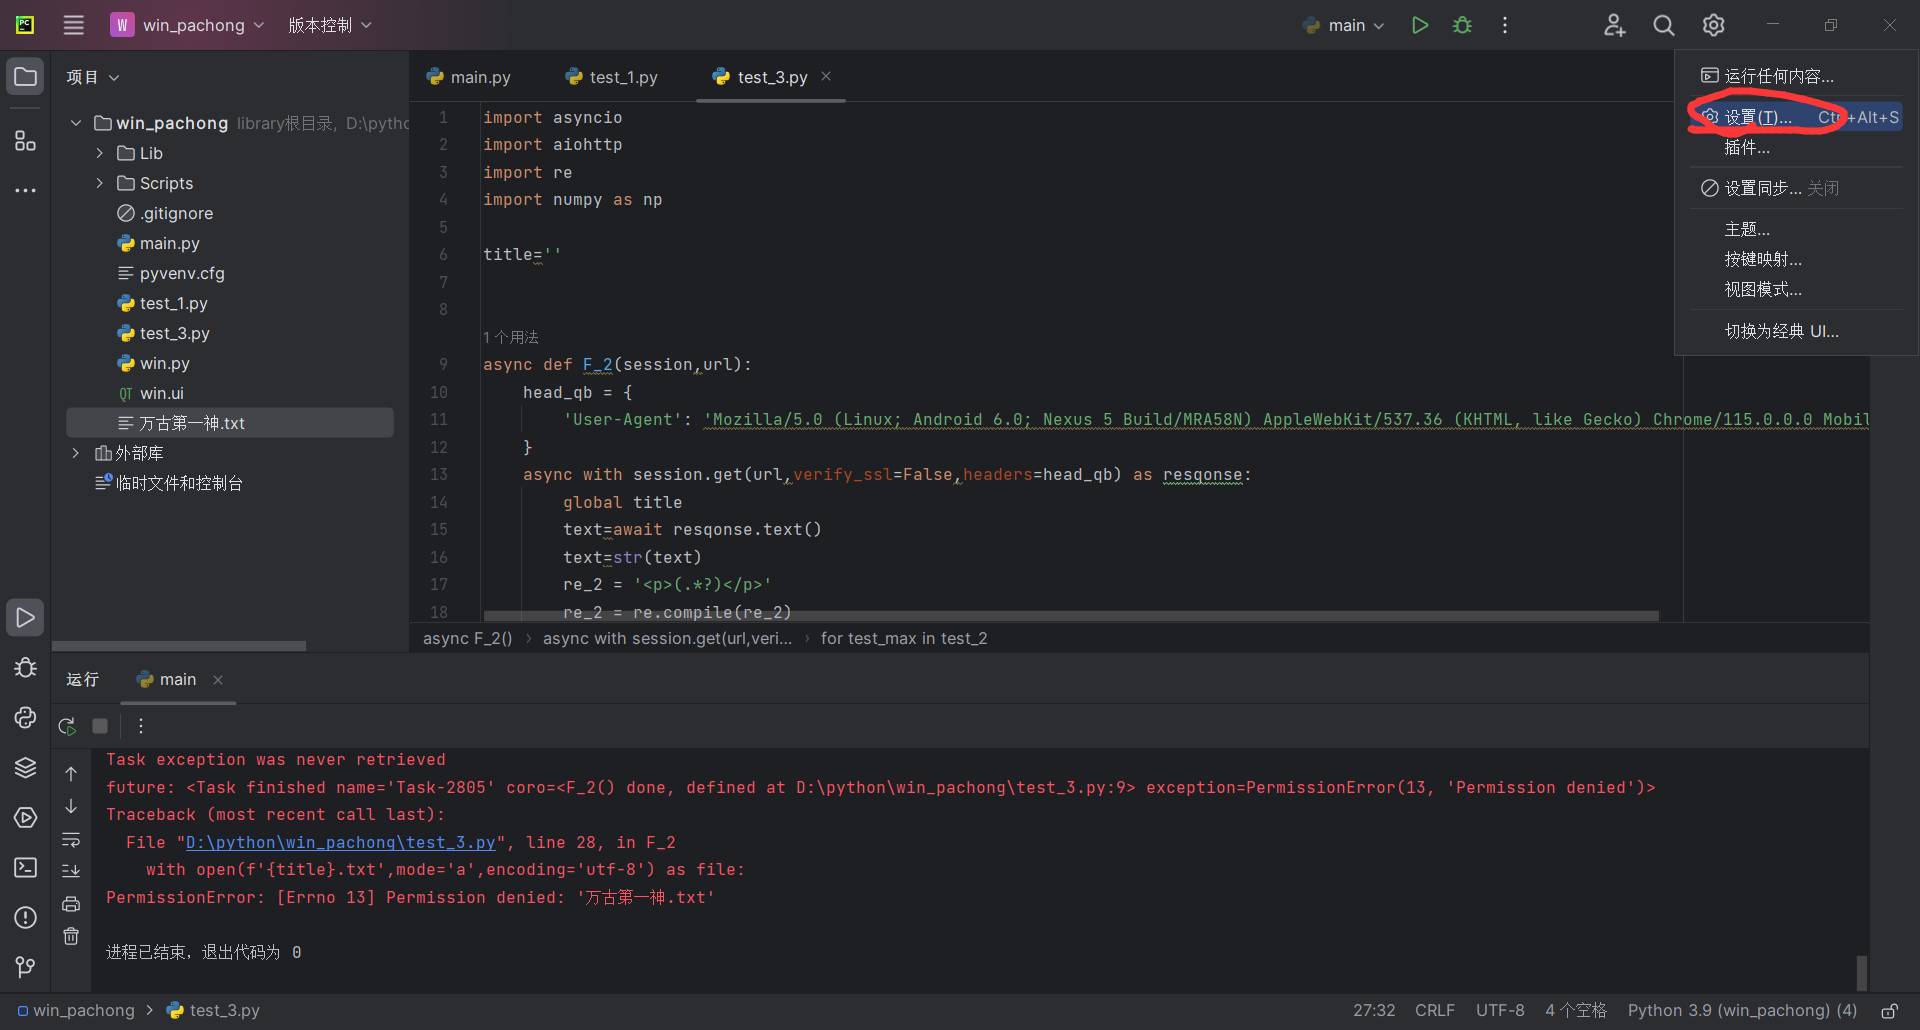 PC
W win_pachong 版本控制
main
项目
main.py test_1.py test_3.py
运行任何内容...
设置(T)... Ctrl+Alt+S
插件...
设置同步... 关闭
主题...
按键映射...
视图模式...
切换为经典 UI...
win_pachong library根目录, D:\pytho
Lib
Scripts
.gitignore
main.py
pyvenv.cfg
test_1.py
test_3.py
win.py
QT win.ui
万古第一神.txt
外部库
临时文件和控制台
1 import asyncio
2 import aiohttp
3 import re
4 import numpy as np
5
6 title=''
7
8
1 个用法
9 async def F_2(session,url):
10 head_qb = {
11 'User-Agent': 'Mozilla/5.0 (Linux; Android 6.0; Nexus 5 Build/MRA58N) AppleWebKit/537.36 (KHTML, like Gecko) Chrome/115.0.0.0 Mobil
12 }
13 async with session.get(url,verify_ssl=False,headers=head_qb) as resqonse:
14 global title
15 text=await resqonse.text()
16 text=str(text)
17 re_2 = '<p>(.*?)</p>'
18 re_2 = re.compile(re_2)
async F_2() › async with session.get(url,veri... › for test_max in test_2
运行 main
Task exception was never retrieved
future: <Task finished name='Task-2805' coro=<F_2() done, defined at D:\python\win_pachong\test_3.py:9> exception=PermissionError(13, 'Permission denied')>
Traceback (most recent call last):
File "D:\python\win_pachong\test_3.py", line 28, in F_2
with open(f'{title}.txt',mode='a',encoding='utf-8') as file:
PermissionError: [Errno 13] Permission denied: '万古第一神.txt'
进程已结束，退出代码为 0
win_pachong › test_3.py
27:32 CRLF UTF-8 4 个空格 Python 3.9 (win_pachong) (4)